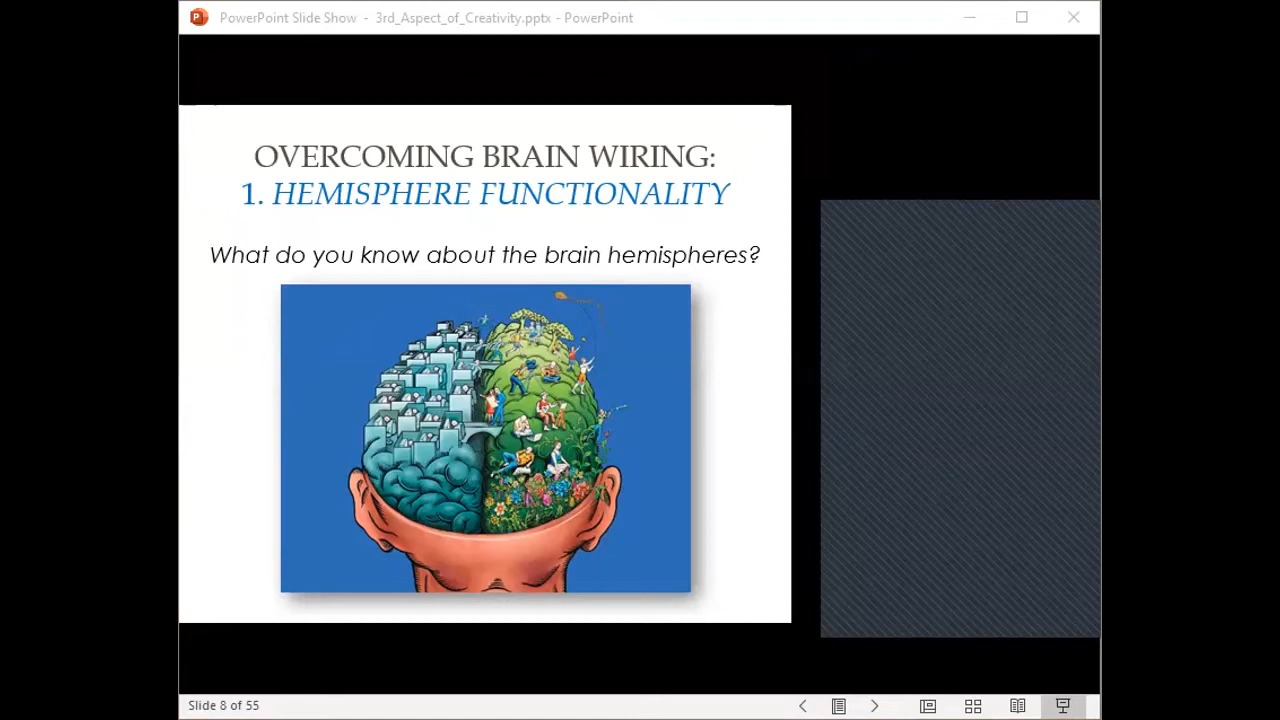 PowerPoint Slide Show - 3rd_Aspect_of_Creativity.pptx - PowerPoint
OVERCOMING BRAIN WIRING:
1. HEMISPHERE FUNCTIONALITY
What do you know about the brain hemispheres?
Slide 8 of 55